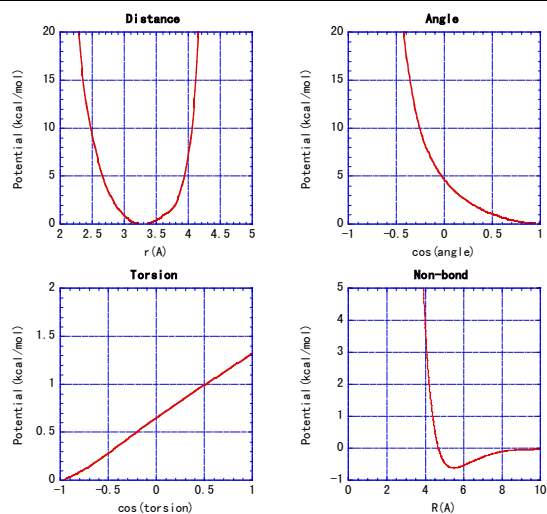 Distance
Potential(kcal/mol)
20
15
10
5
0
2 2.5 3 3.5 4 4.5 5
r(A)
Angle
Potential(kcal/mol)
20
15
10
5
0
-1 -0.5 0 0.5 1
cos(angle)
Torsion
Potential(kcal/mol)
2
1.5
1
0.5
0
-1 -0.5 0 0.5 1
cos(torsion)
Non-bond
Potential(kcal/mol)
5
4
3
2
1
0
-1
0 2 4 6 8 10
R(A)